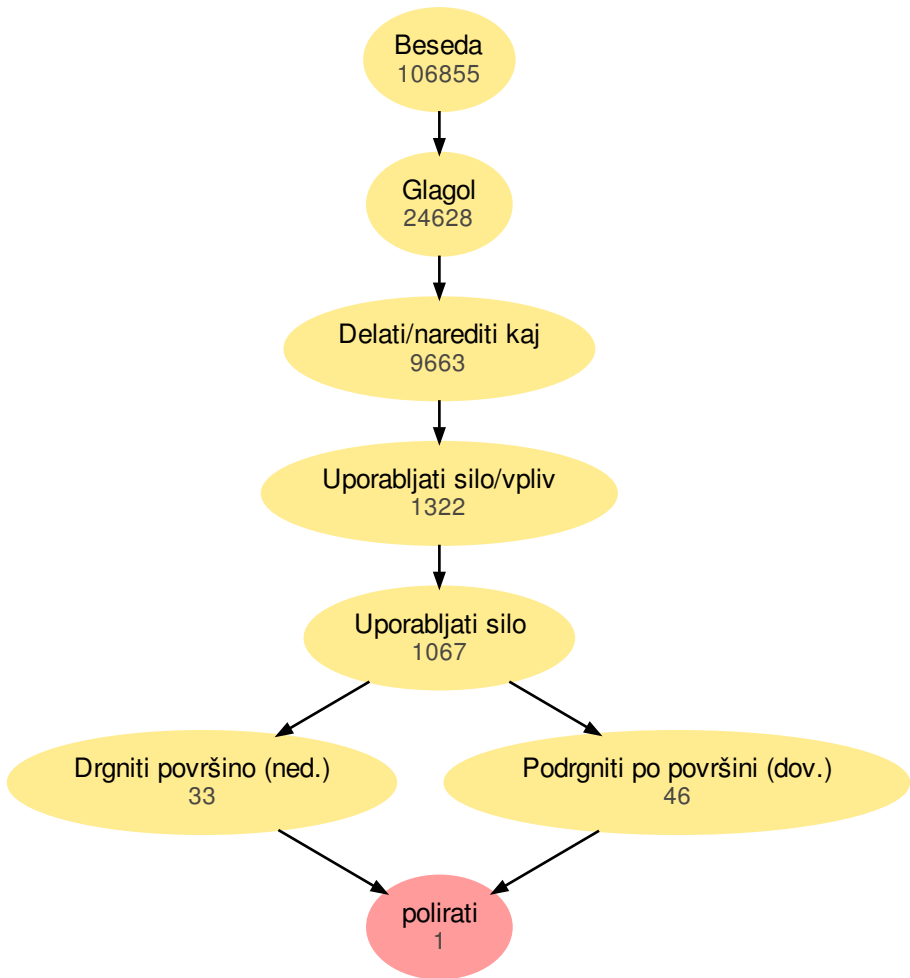 Beseda
106855
Glagol
24628
Delati/narediti kaj
9663
Uporabljati silo/vpliv
1322
Uporabljati silo
1067
Drgniti površino (ned.)
33
Podrgniti po površini (dov.)
46
polirati
1